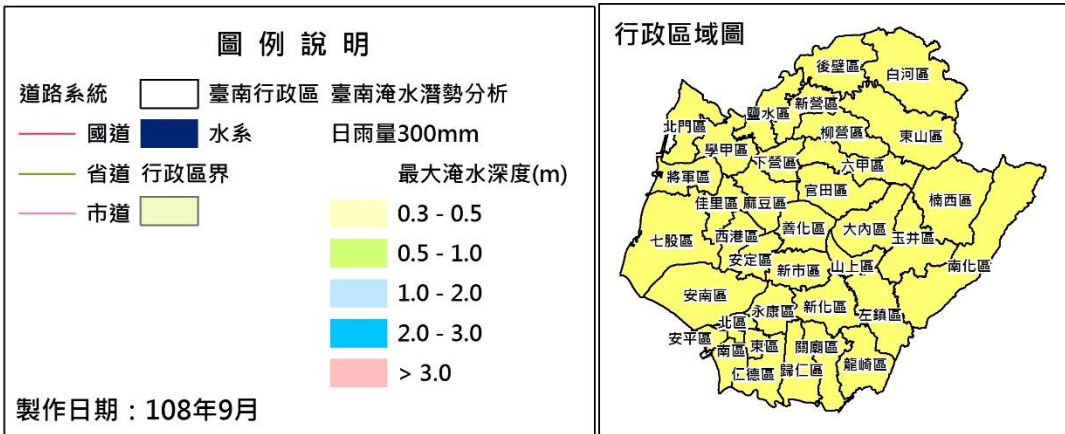 圖例說明
道路系統
臺南行政區
臺南淹水潛勢分析
國道
水系
日雨量300mm
省道
行政區界
最大淹水深度(m)
市道
0.3 - 0.5
0.5 - 1.0
1.0 - 2.0
2.0 - 3.0
> 3.0
製作日期：108年9月
行政區域圖
後壁區
白河區
新營區
鹽水區
北門區
柳營區
東山區
學甲區
下營區
六甲區
將軍區
官田區
楠西區
佳里區
麻豆區
七股區
西港區
善化區
大內區
玉井區
安定區
新市區
山上區
南化區
安南區
永康區
新化區
左鎮區
北區
安平區
南區
東區
關廟區
龍崎區
仁德區
歸仁區